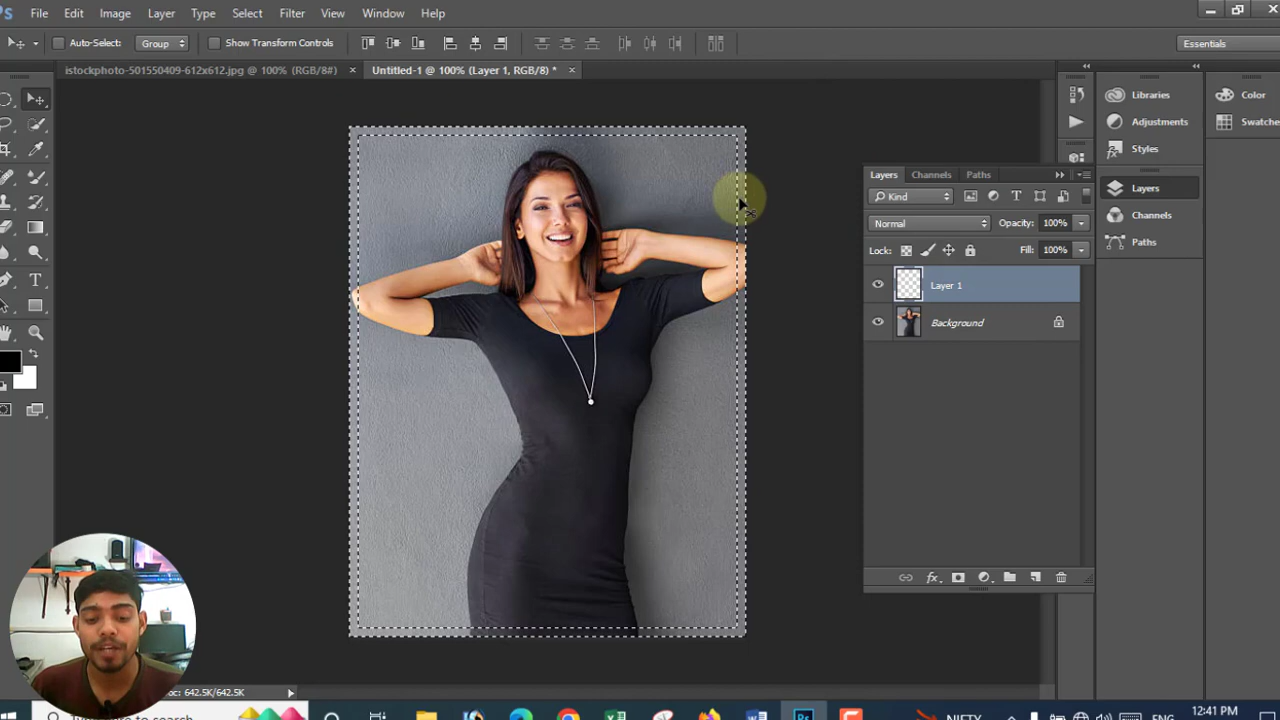 File Edit Image Layer Type Select Filter View Window Help
Auto-Select: Group Show Transform Controls Essentials
istockphoto-501550409-612x612.jpg @ 100% (RGB/8#) × Untitled-1 @ 100% (Layer 1, RGB/8) * ×
Libraries
Adjustments
Styles
Layers
Channels
Paths
Color
Layers Channels Paths
Kind
Normal Opacity: 100%
Lock: Fill: 100%
Layer 1
Background
642.5K/642.5K
12:41 PM
NIFTY ENG